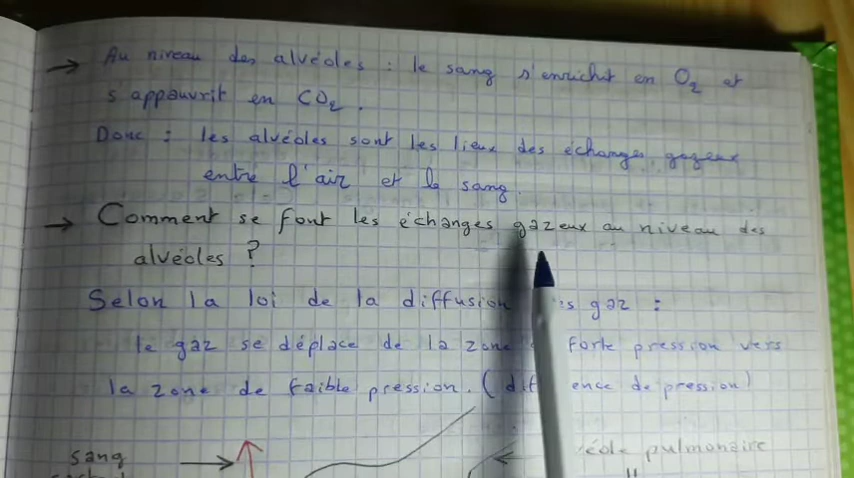 → Au niveau des alvéoles : le sang s'enrichit en O₂ et
s'appauvrit en CO₂.
Donc : les alvéoles sont les lieux des échanges gazeux
entre l'air et le sang.
→ Comment se font les échanges gazeux au niveau des
alvéoles ?
Selon la loi de la diffusion gaz :
le gaz se déplace de la zone forte pression vers
la zone de faible pression. ( de pression)
sang → pulmonaire